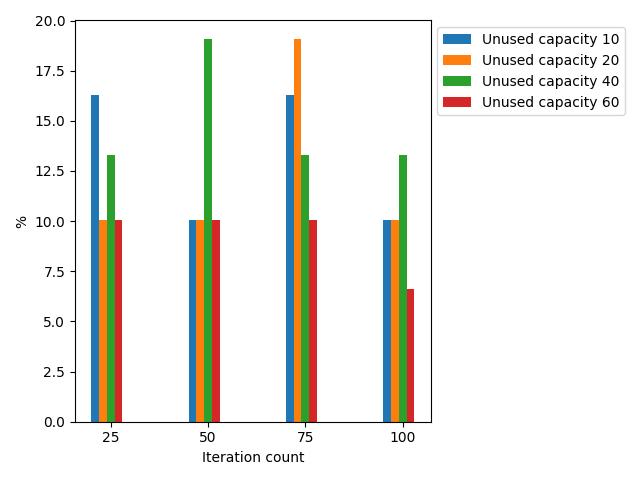 20.0
17.5
15.0
12.5
10.0
7.5
5.0
2.5
0.0
%
25 50 75 100
Iteration count
Unused capacity 10
Unused capacity 20
Unused capacity 40
Unused capacity 60